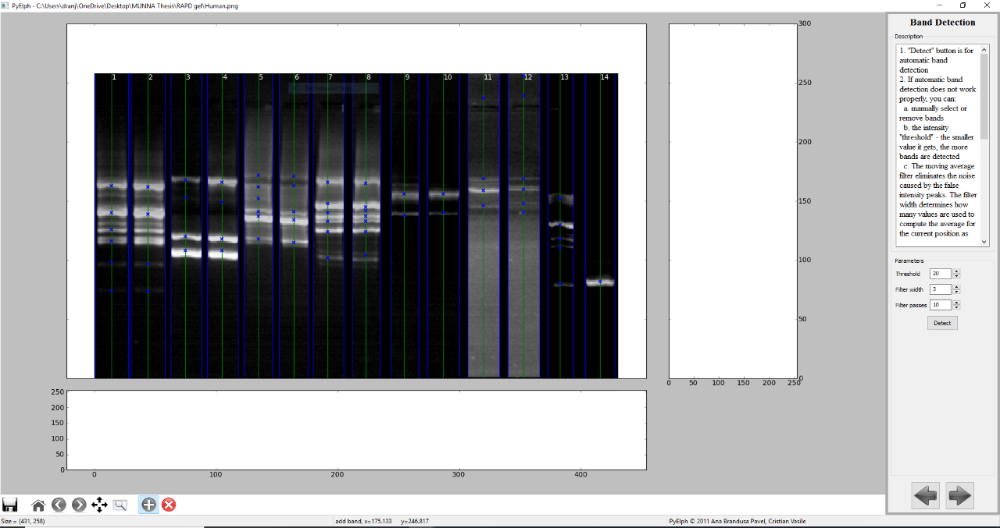 PyElph - C:\Users\dranj\OneDrive\Desktop\MUNNA Thesis\RAPD gel\Human.png
1 2 3 4 5 6 7 8 9 10 11 12 13 14
300
250
200
150
100
50
0
0 50 100 150 200 250
250
200
150
100
50
0
0 100 200 300 400
Band Detection
Description
1. "Detect" button is for
automatic band
detection
2. If automatic band
detection does not work
properly, you can:
a. manually select or
remove bands
b. the intensity
"threshold" - the smaller
value it gets, the more
bands are detected
c. The moving average
filter eliminates the noise
caused by the false
intensity peaks. The filter
width determines how
many values are used to
compute the average for
the current position as
Parameters
Threshold 20
Filter width 3
Filter passes 10
Detect
Size = (431, 258)
add band, x=175.133 y=246.817
PyElph © 2011 Ana Brandusa Pavel, Cristian Vasile